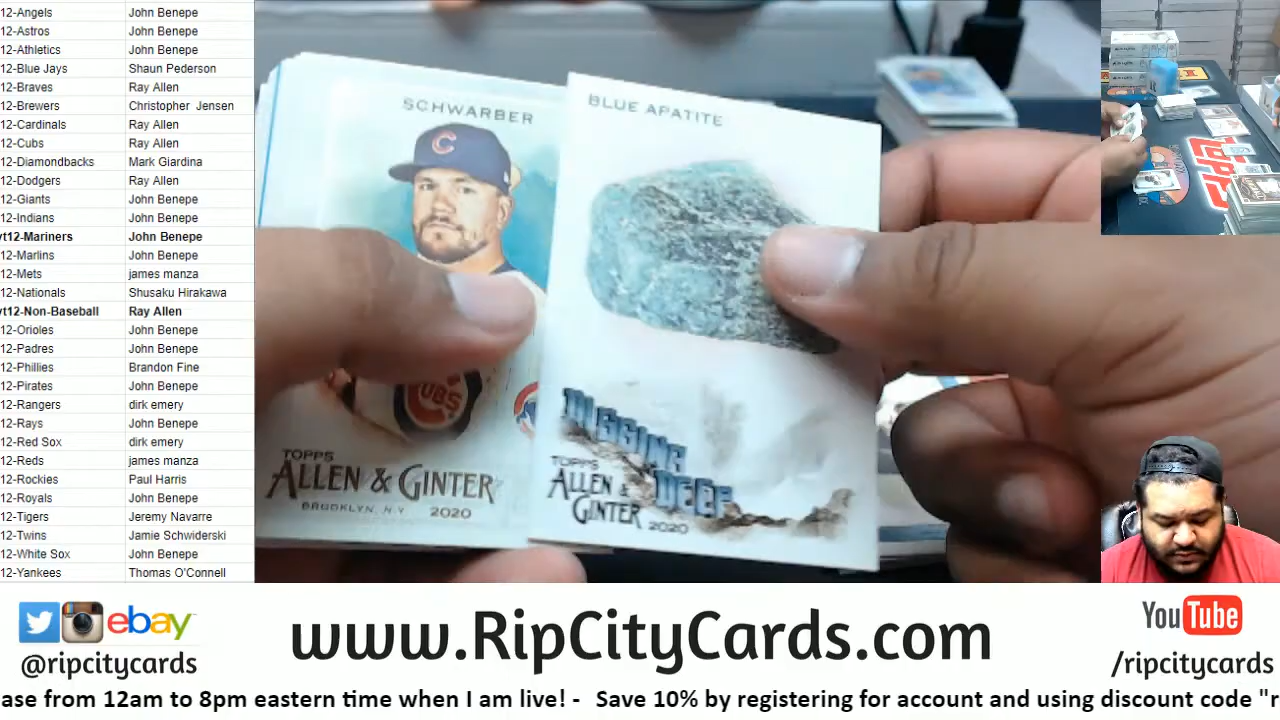 12-Angels John Benepe
12-Astros John Benepe
12-Athletics John Benepe
12-Blue Jays Shaun Pederson
12-Braves Ray Allen
12-Brewers Christopher Jensen
12-Cardinals Ray Allen
12-Cubs Ray Allen
12-Diamondbacks Mark Giardina
12-Dodgers Ray Allen
12-Giants John Benepe
12-Indians John Benepe
yt12-Mariners John Benepe
12-Marlins John Benepe
12-Mets james manza
12-Nationals Shusaku Hirakawa
yt12-Non-Baseball Ray Allen
12-Orioles John Benepe
12-Padres John Benepe
12-Phillies Brandon Fine
12-Pirates John Benepe
12-Rangers dirk emery
12-Rays John Benepe
12-Red Sox dirk emery
12-Reds james manza
12-Rockies Paul Harris
12-Royals John Benepe
12-Tigers Jeremy Navarre
12-Twins Jamie Schwiderski
12-White Sox John Benepe
12-Yankees Thomas O'Connell
SCHWARBER
C
CUBS
TOPPS
ALLEN & GINTER
BROOKLYN, N.Y. 2020
BLUE APATITE
DIGGING
DEEP
TOPPS
ALLEN &
GINTER 2020
TOPPS
ebay
@ripcitycards
www.RipCityCards.com
YouTube
/ripcitycards
ase from 12am to 8pm eastern time when I am live! - Save 10% by registering for account and using discount code "r